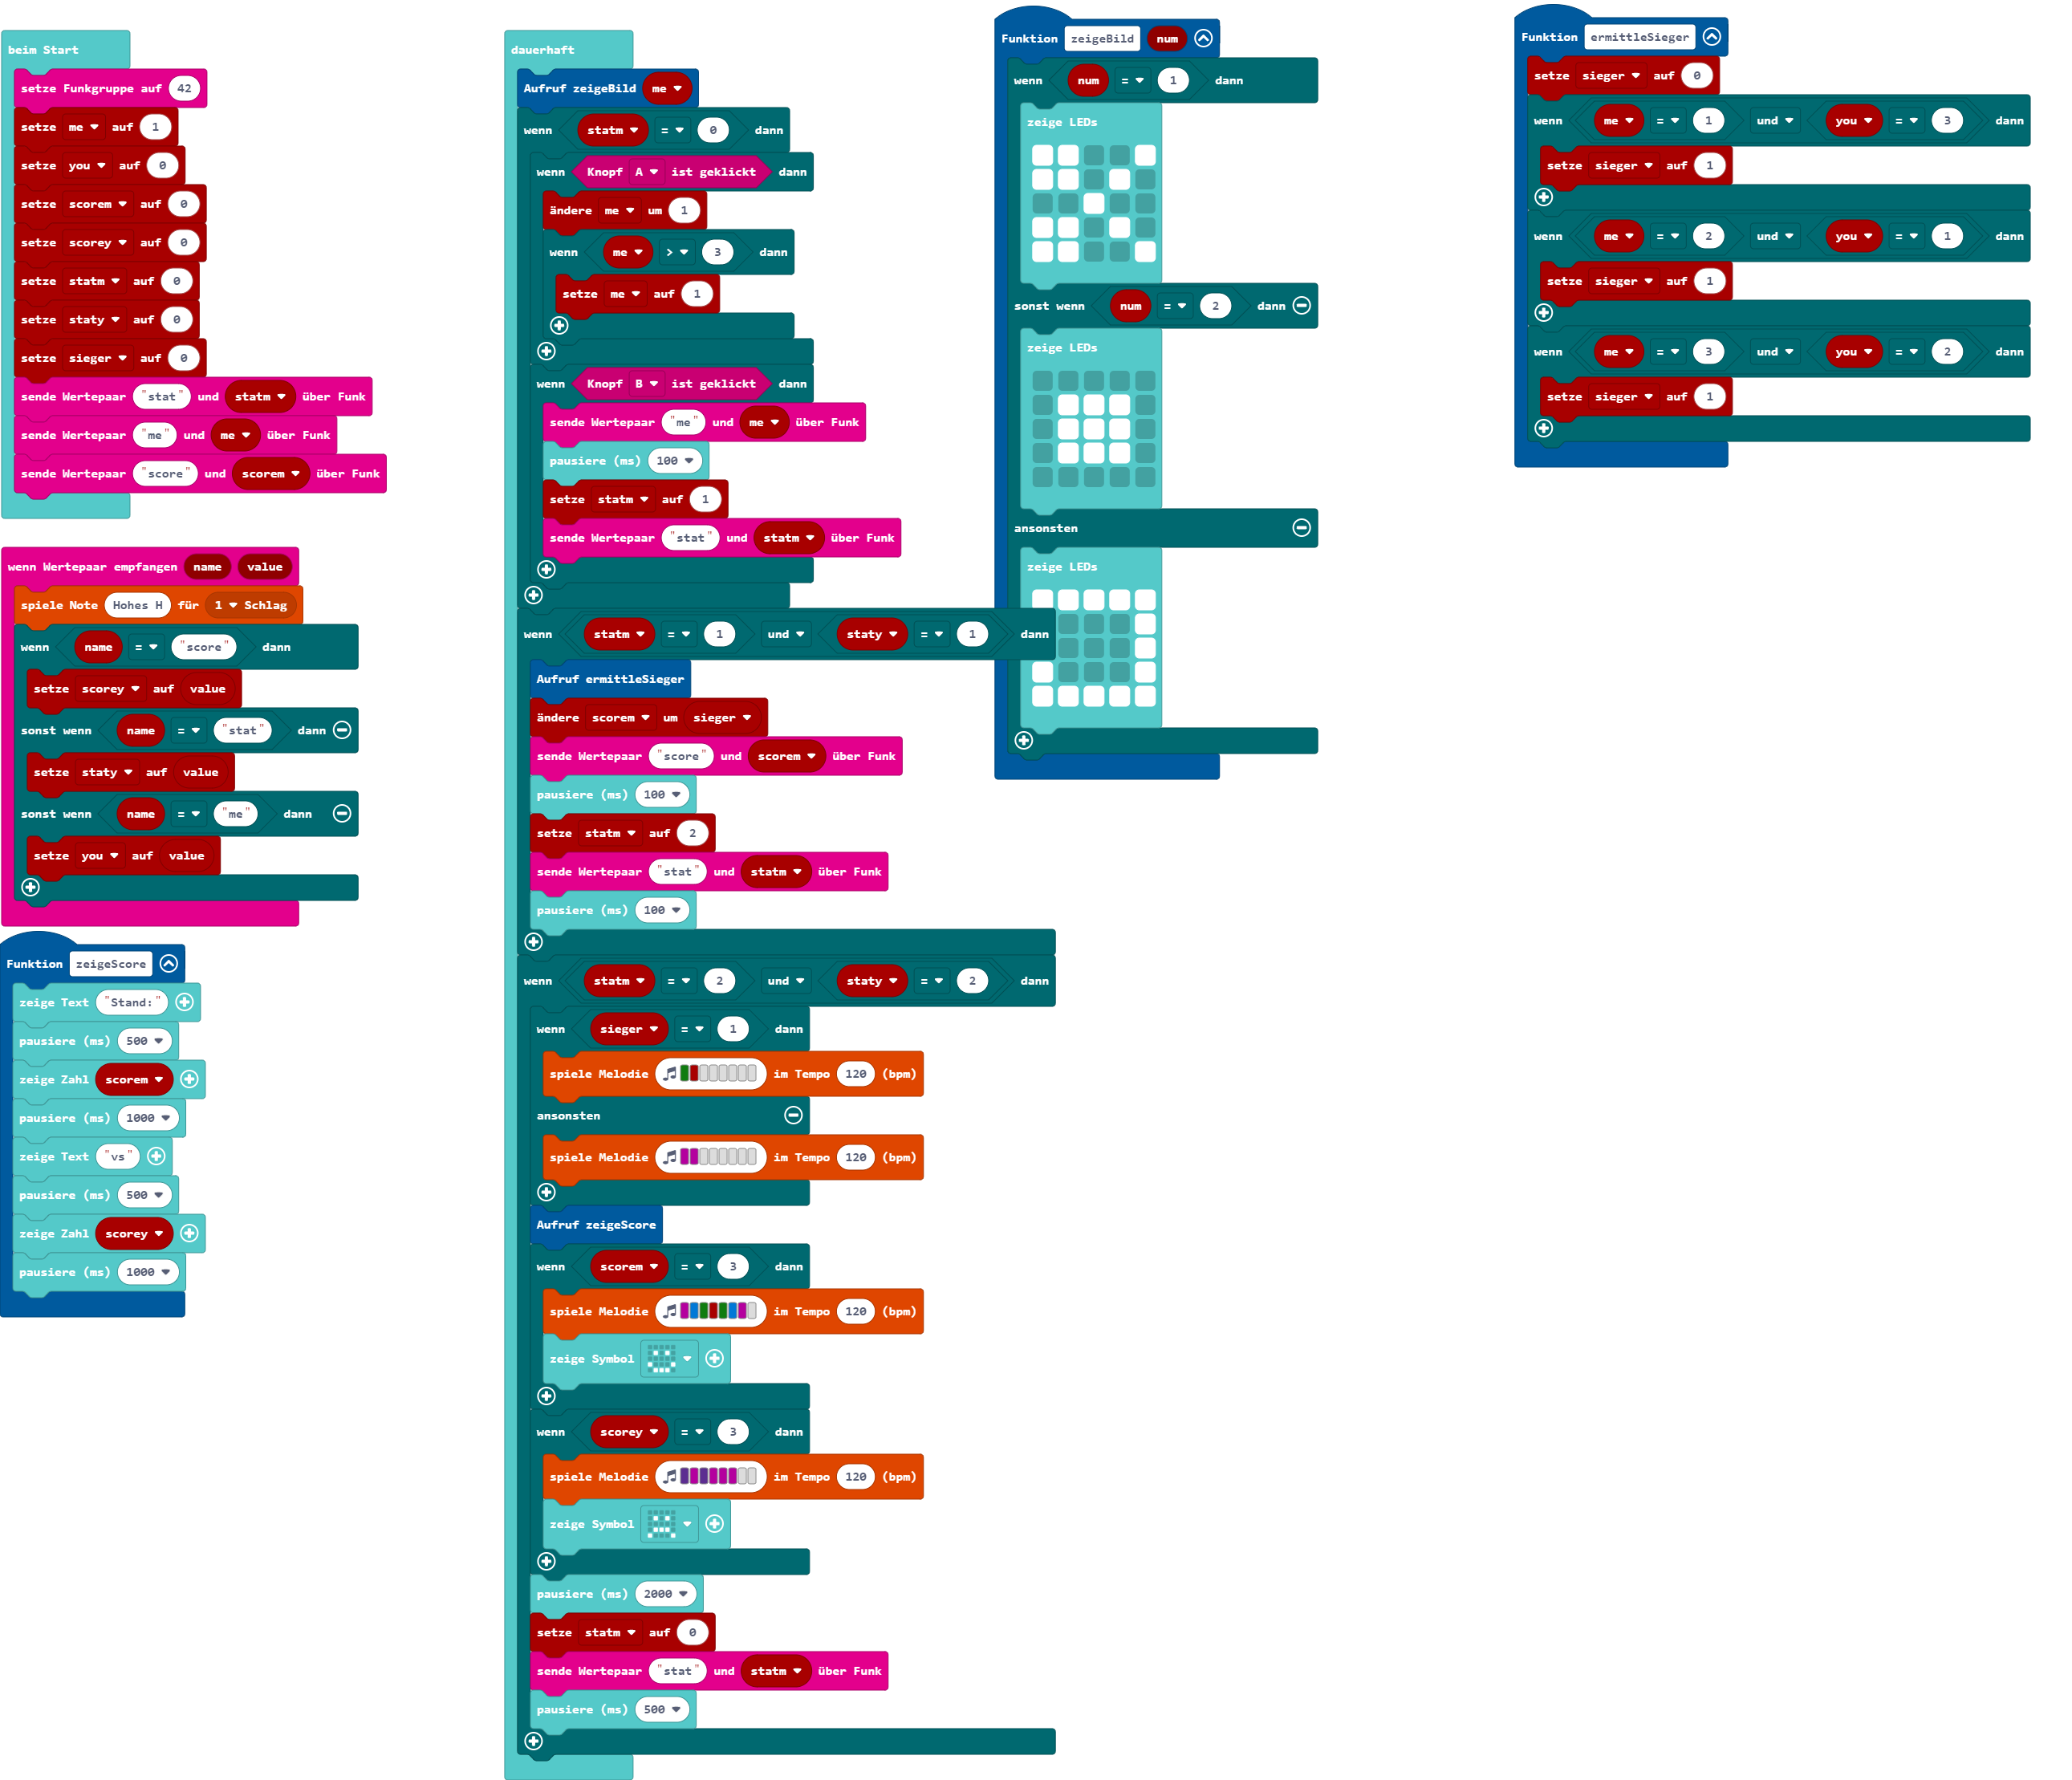 beim Start
setze Funkgruppe auf 42
setze me auf 1
setze you auf 0
setze scorem auf 0
setze scorey auf 0
setze statm auf 0
setze staty auf 0
setze sieger auf 0
sende Wertepaar "stat" und statm über Funk
sende Wertepaar "me" und me über Funk
sende Wertepaar "score" und scorem über Funk
wenn Wertepaar empfangen name value
spiele Note Hohes H für 1 Schlag
wenn name = "score" dann
setze scorey auf value
sonst wenn name = "stat" dann
setze staty auf value
sonst wenn name = "me" dann
setze you auf value
Funktion zeigeScore
zeige Text "Stand:"
pausiere (ms) 500
zeige Zahl scorem
pausiere (ms) 1000
zeige Text "vs"
pausiere (ms) 500
zeige Zahl scorey
pausiere (ms) 1000
dauerhaft
Aufruf zeigeBild me
wenn statm = 0 dann
wenn Knopf A ist geklickt dann
ändere me um 1
wenn me > 3 dann
setze me auf 1
wenn Knopf B ist geklickt dann
sende Wertepaar "me" und me über Funk
pausiere (ms) 100
setze statm auf 1
sende Wertepaar "stat" und statm über Funk
wenn statm = 1 und staty = 1 dann
Aufruf ermittleSieger
ändere scorem um sieger
sende Wertepaar "score" und scorem über Funk
pausiere (ms) 100
setze statm auf 2
sende Wertepaar "stat" und statm über Funk
pausiere (ms) 100
wenn statm = 2 und staty = 2 dann
wenn sieger = 1 dann
spiele Melodie im Tempo 120 (bpm)
ansonsten
spiele Melodie im Tempo 120 (bpm)
Aufruf zeigeScore
wenn scorem = 3 dann
spiele Melodie im Tempo 120 (bpm)
zeige Symbol
wenn scorey = 3 dann
spiele Melodie im Tempo 120 (bpm)
zeige Symbol
pausiere (ms) 2000
setze statm auf 0
sende Wertepaar "stat" und statm über Funk
pausiere (ms) 500
Funktion zeigeBild num
wenn num = 1 dann
zeige LEDs
sonst wenn num = 2 dann
zeige LEDs
ansonsten
zeige LEDs
Funktion ermittleSieger
setze sieger auf 0
wenn me = 1 und you = 3 dann
setze sieger auf 1
wenn me = 2 und you = 1 dann
setze sieger auf 1
wenn me = 3 und you = 2 dann
setze sieger auf 1